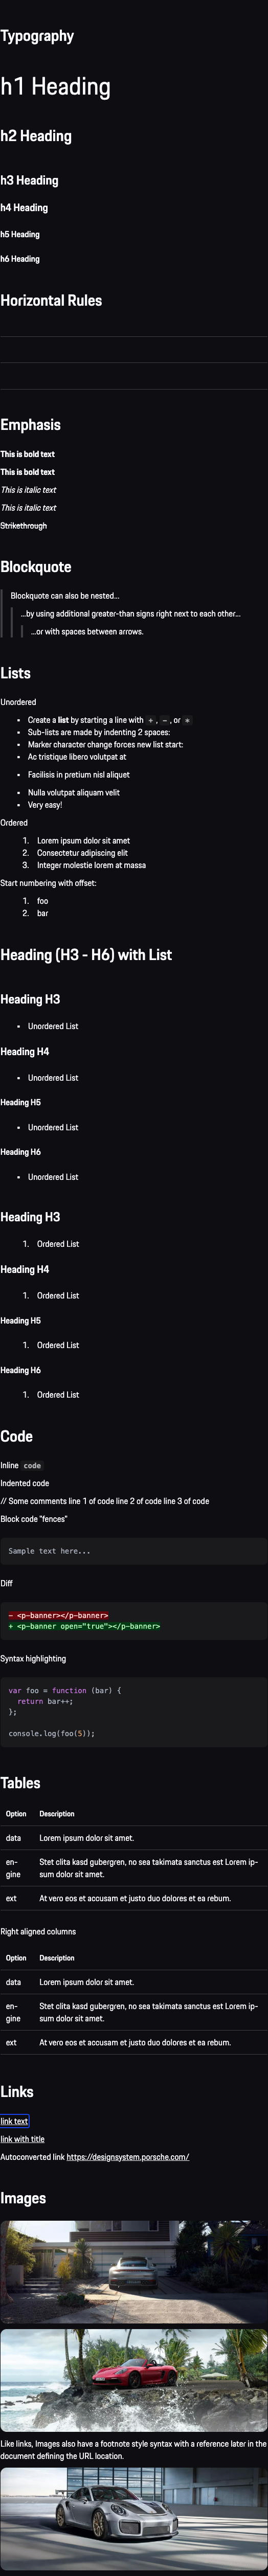 Typography
h1 Heading
h2 Heading
h3 Heading
h4 Heading
h5 Heading
h6 Heading
Horizontal Rules
Emphasis
This is bold text
This is bold text
This is italic text
This is italic text
Strikethrough
Blockquote
Blockquote can also be nested...
...by using additional greater-than signs right next to each other...
...or with spaces between arrows.
Lists
Unordered
• Create a list by starting a line with +, -, or *
• Sub-lists are made by indenting 2 spaces:
• Marker character change forces new list start:
• Ac tristique libero volutpat at
• Facilisis in pretium nisl aliquet
• Nulla volutpat aliquam velit
• Very easy!
Ordered
1. Lorem ipsum dolor sit amet
2. Consectetur adipiscing elit
3. Integer molestie lorem at massa
Start numbering with offset:
1. foo
2. bar
Heading (H3 - H6) with List
Heading H3
• Unordered List
Heading H4
• Unordered List
Heading H5
• Unordered List
Heading H6
• Unordered List
Heading H3
1. Ordered List
Heading H4
1. Ordered List
Heading H5
1. Ordered List
Heading H6
1. Ordered List
Code
Inline code
Indented code
// Some comments line 1 of code line 2 of code line 3 of code
Block code "fences"
Sample text here...
Diff
- <p-banner></p-banner>
+ <p-banner open="true"></p-banner>
Syntax highlighting
var foo = function (bar) {
  return bar++;
};
console.log(foo(5));
Tables
Option Description
data Lorem ipsum dolor sit amet.
en- Stet clita kasd gubergren, no sea takimata sanctus est Lorem ip-
gine sum dolor sit amet.
ext At vero eos et accusam et justo duo dolores et ea rebum.
Right aligned columns
Option Description
data Lorem ipsum dolor sit amet.
en- Stet clita kasd gubergren, no sea takimata sanctus est Lorem ip-
gine sum dolor sit amet.
ext At vero eos et accusam et justo duo dolores et ea rebum.
Links
link text
link with title
Autoconverted link https://designsystem.porsche.com/
Images
Like links, Images also have a footnote style syntax with a reference later in the
document defining the URL location.